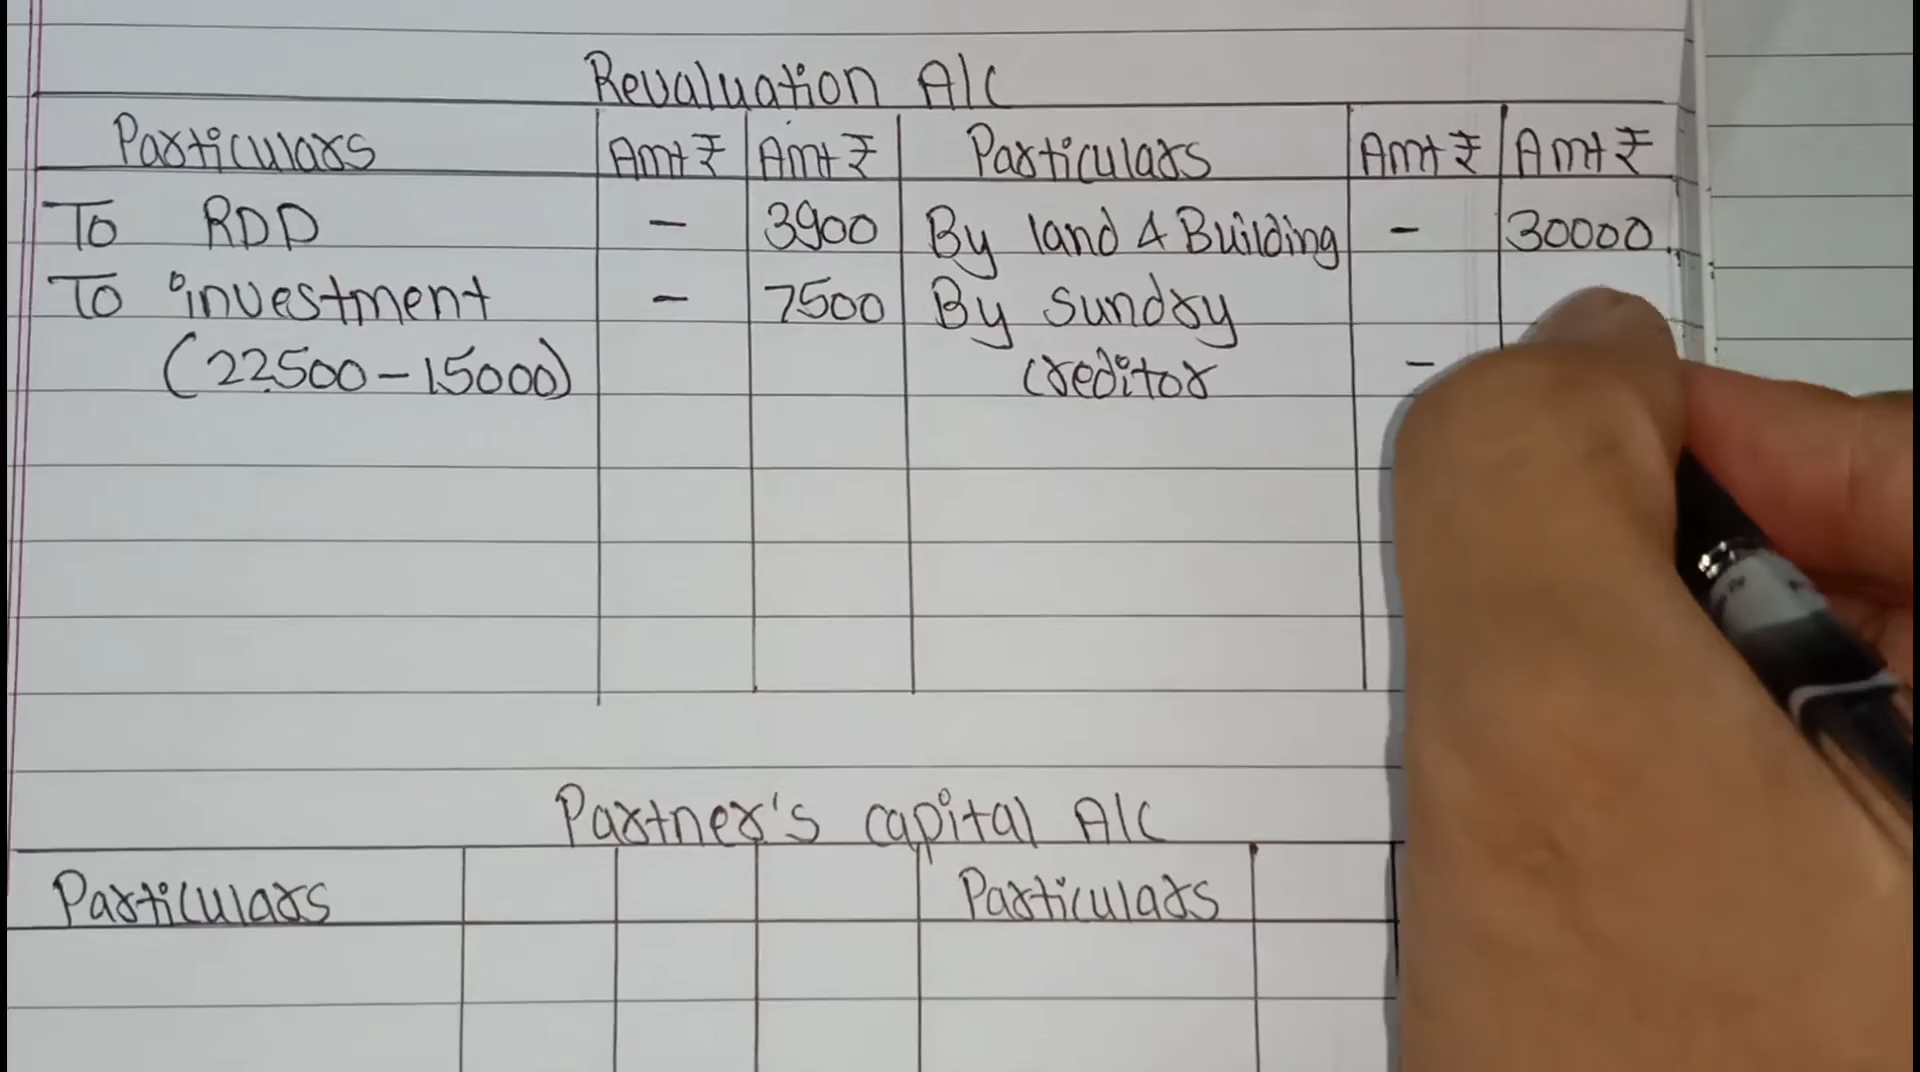 Revaluation A/C
Particulars Amt ₹ Amt ₹ Particulars Amt ₹ Amt ₹
To RDD - 3900 By land & Building - 30000
To investment - 7500 By sundry
(22500-15000) creditor -
Partner's capital A/C
Particulars Particulars